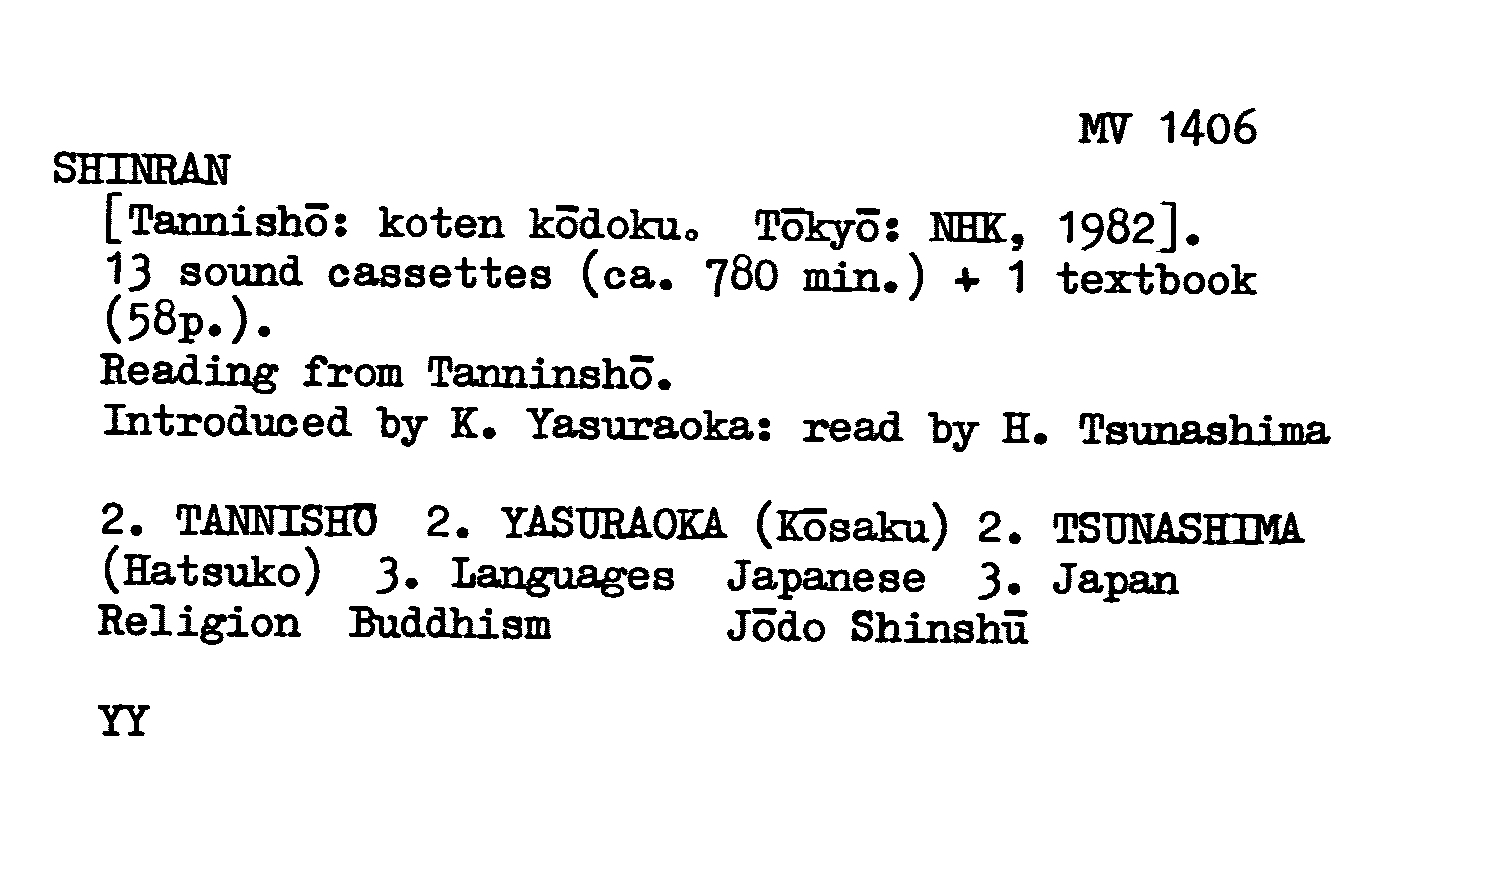 MV 1406
SHINRAN
[Tannishō: koten kōdoku. Tōkyō: NHK, 1982].
13 sound cassettes (ca. 780 min.) + 1 textbook
(58p.).
Reading from Tanninshō.
Introduced by K. Yasuraoka: read by H. Tsunashima
2. TANNISHŌ 2. YASURAOKA (Kōsaku) 2. TSUNASHIMA
(Hatsuko) 3. Languages Japanese 3. Japan
Religion Buddhism Jōdo Shinshū
YY